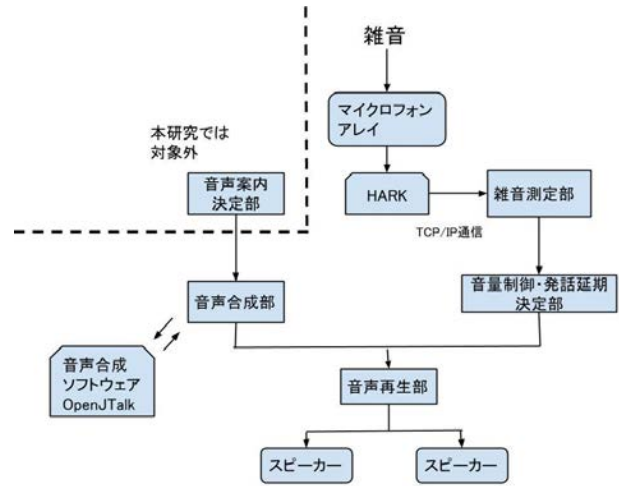 雑音
マイクロフォン
アレイ
本研究では
対象外
音声案内
決定部
HARK
雑音測定部
TCP/IP通信
音声合成部
音量制御・発話延期
決定部
音声合成
ソフトウェア
OpenJTalk
音声再生部
スピーカー
スピーカー